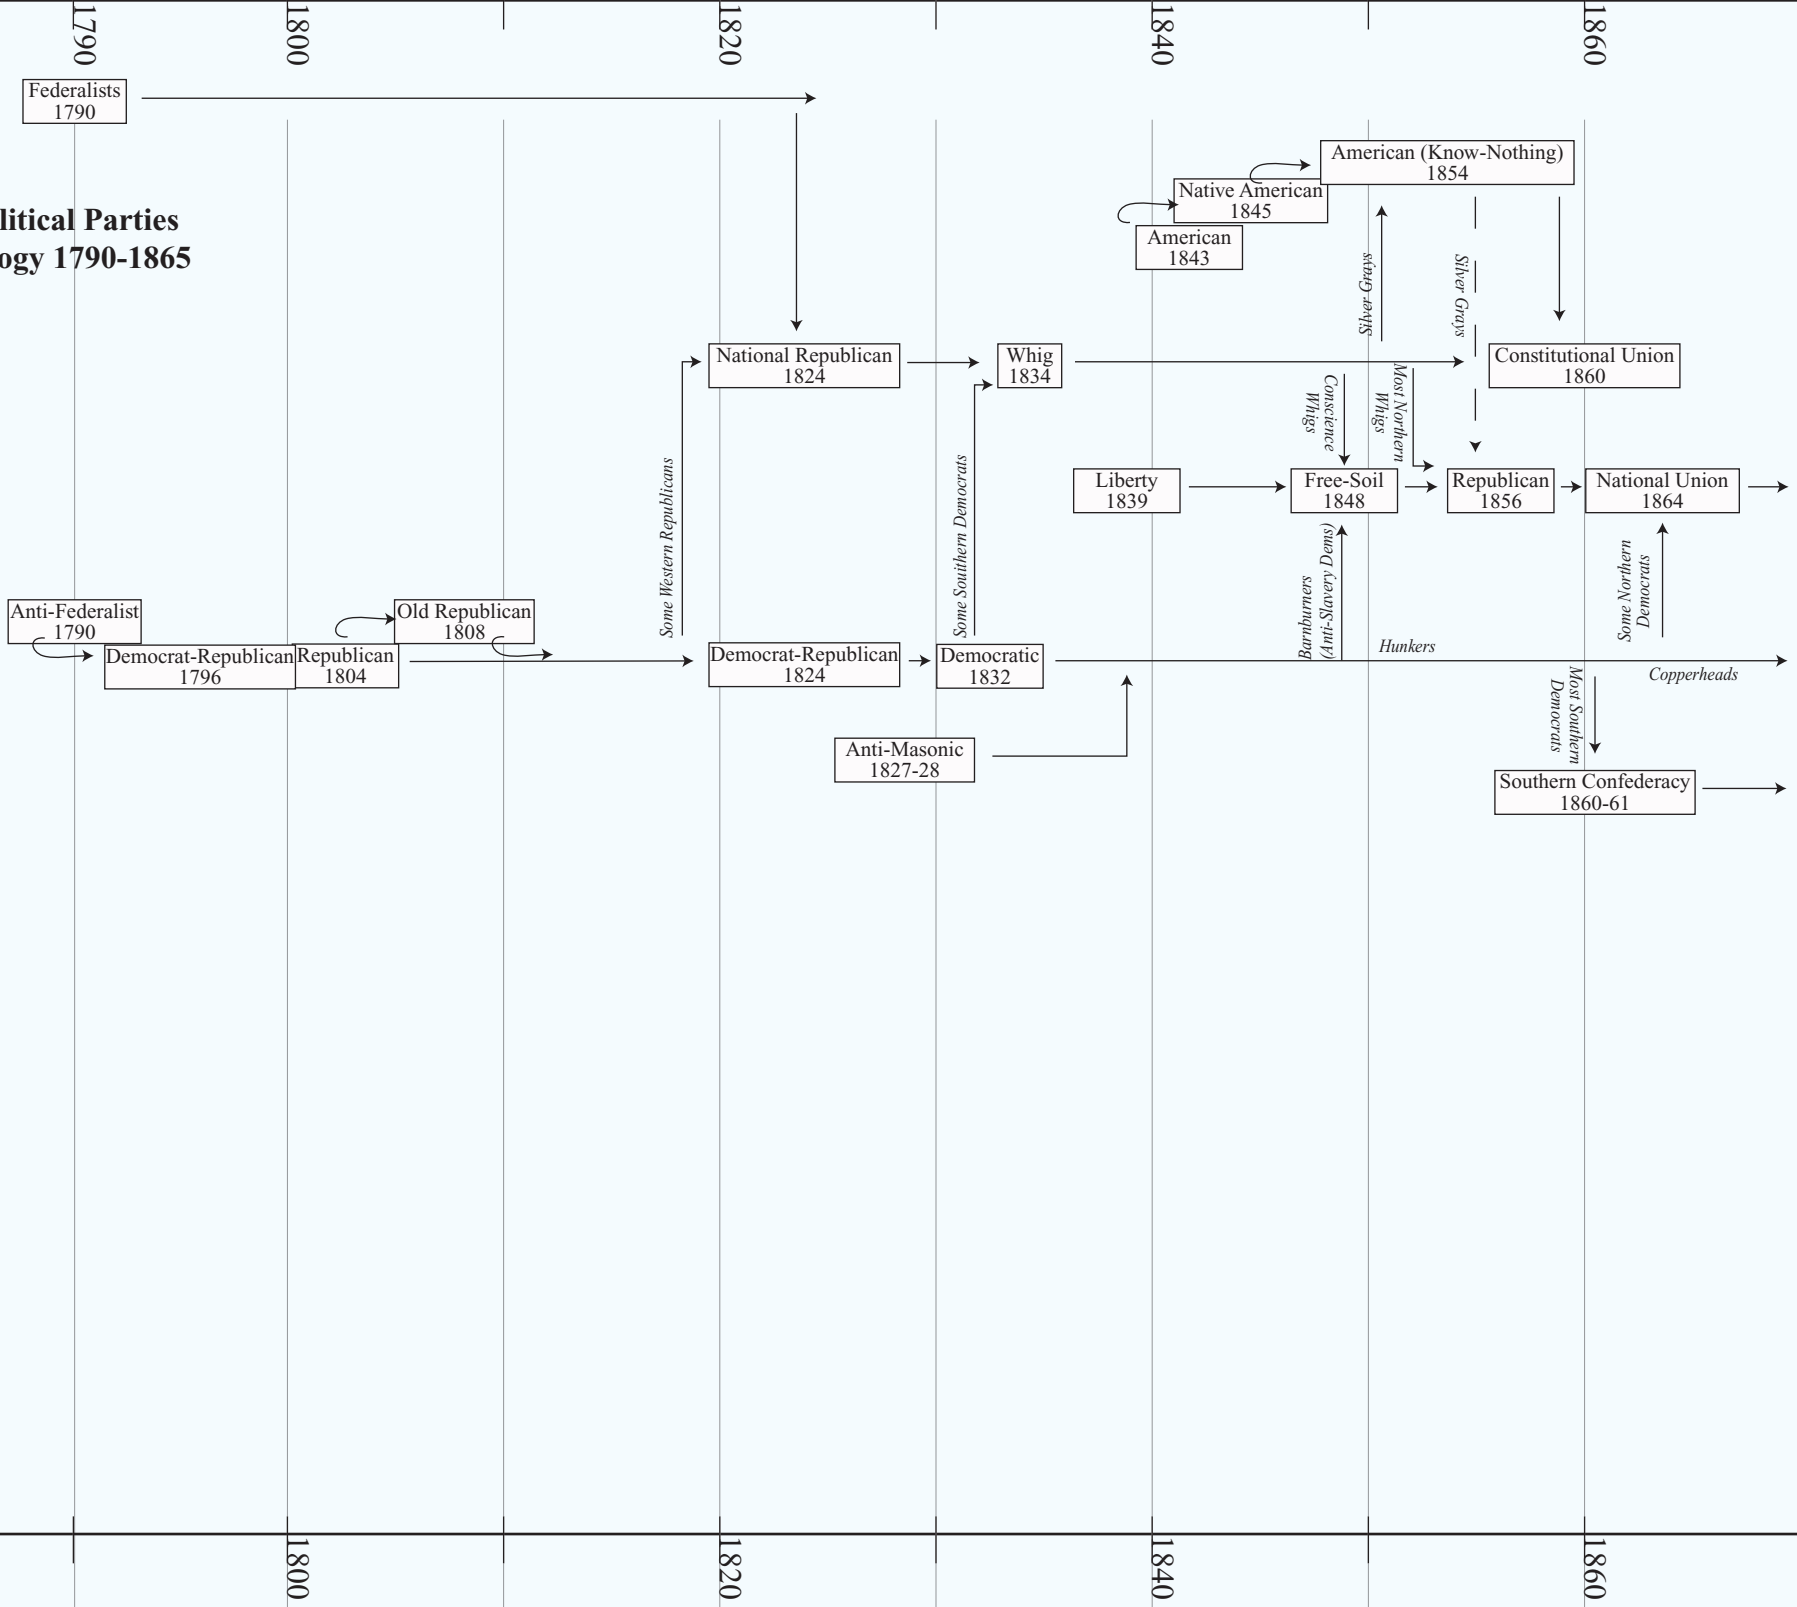 1790
1800
1820
1840
1860
Federalists
1790
American (Know-Nothing)
1854
Native American
1845
American
1843
litical Parties
ogy 1790-1865
Silver Grays
Silver Grays
National Republican
1824
Whig
1834
Constitutional Union
1860
Conscience
Whigs
Most Northern
Whigs
Some Western Republicans
Some Souithern Democrats
Liberty
1839
Free-Soil
1848
Republican
1856
National Union
1864
Barnburners
(Anti-Slavery Dems)
Some Northern
Democrats
Anti-Federalist
1790
Old Republican
1808
Democrat-Republican
1796
Republican
1804
Democrat-Republican
1824
Democratic
1832
Hunkers
Copperheads
Most Southern
Democrats
Anti-Masonic
1827-28
Southern Confederacy
1860-61
1800
1820
1840
1860